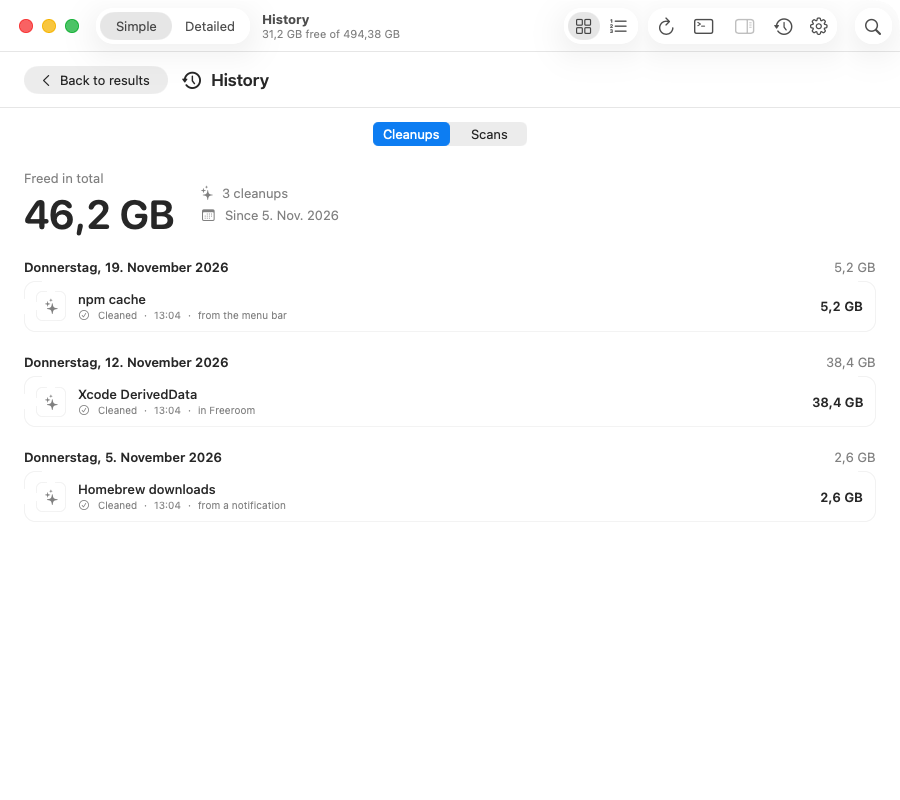 Simple
Detailed
History
31,2 GB free of 494,38 GB
Back to results
History
Cleanups
Scans
Freed in total
46,2 GB
3 cleanups
Since 5. Nov. 2026
Donnerstag, 19. November 2026
5,2 GB
npm cache
Cleaned · 13:04 · from the menu bar
5,2 GB
Donnerstag, 12. November 2026
38,4 GB
Xcode DerivedData
Cleaned · 13:04 · in Freeroom
38,4 GB
Donnerstag, 5. November 2026
2,6 GB
Homebrew downloads
Cleaned · 13:04 · from a notification
2,6 GB